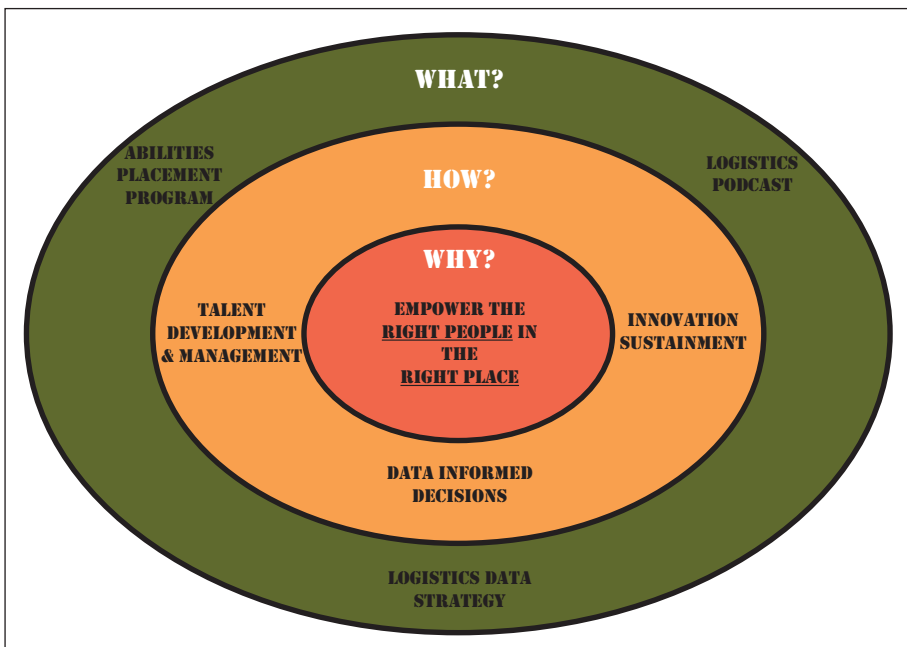 WHAT?
ABILITIES
PLACEMENT
PROGRAM
LOGISTICS
PODCAST
HOW?
WHY?
TALENT
DEVELOPMENT
& MANAGEMENT
EMPOWER THE
RIGHT PEOPLE IN
THE
RIGHT PLACE
INNOVATION
SUSTAINMENT
DATA INFORMED
DECISIONS
LOGISTICS DATA
STRATEGY